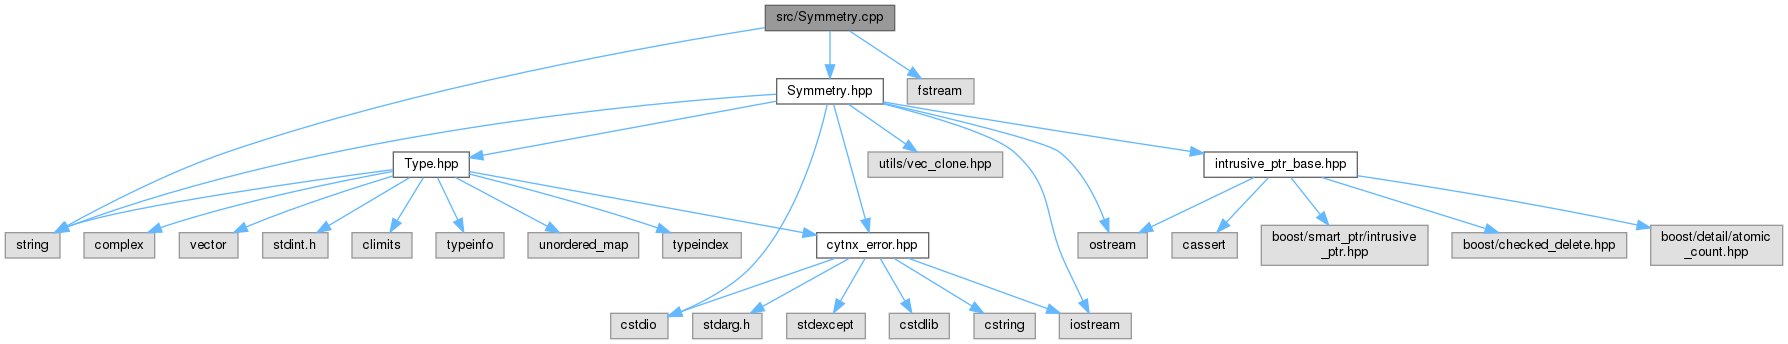 src/Symmetry.cpp
Symmetry.hpp
fstream
Type.hpp
utils/vec_clone.hpp
intrusive_ptr_base.hpp
string
complex
vector
stdint.h
climits
typeinfo
unordered_map
typeindex
cytnx_error.hpp
ostream
cassert
boost/smart_ptr/intrusive
_ptr.hpp
boost/checked_delete.hpp
boost/detail/atomic
_count.hpp
cstdio
stdarg.h
stdexcept
cstdlib
cstring
iostream